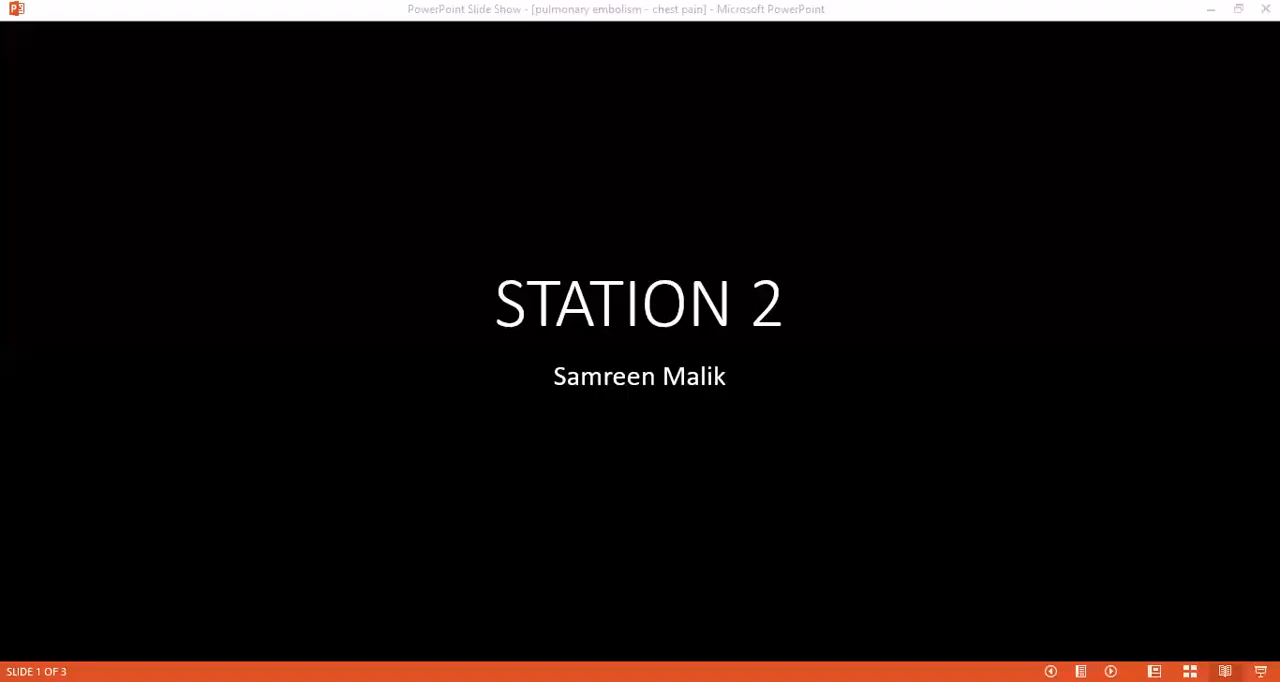 PowerPoint Slide Show - [pulmonary embolism - chest pain] - Microsoft PowerPoint
STATION 2
Samreen Malik
SLIDE 1 OF 3